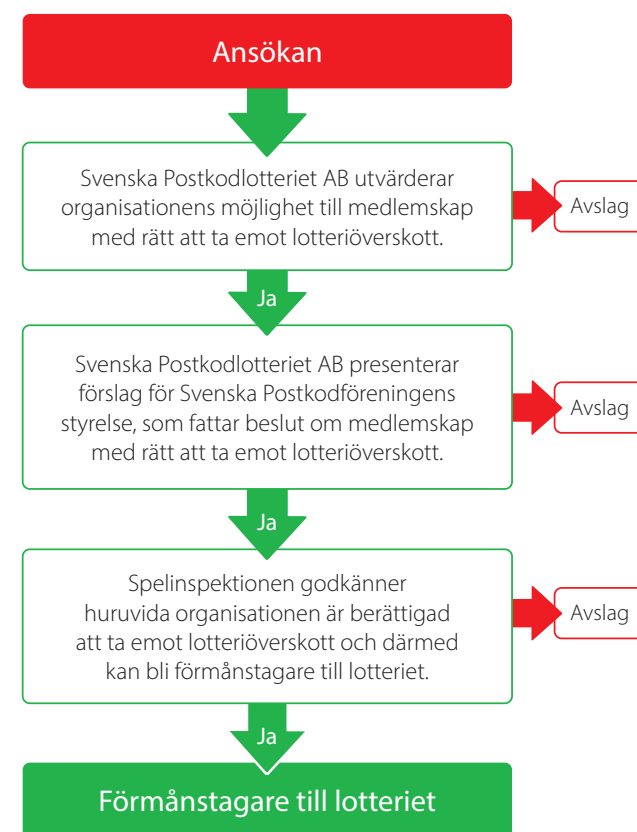 Ansökan
Svenska Postkodlotteriet AB utvärderar
organisationens möjlighet till medlemskap
med rätt att ta emot lotteriöverskott.
Avslag
Ja
Svenska Postkodlotteriet AB presenterar
förslag för Svenska Postkodföreningens
styrelse, som fattar beslut om medlemskap
med rätt att ta emot lotteriöverskott.
Avslag
Ja
Spelinspektionen godkänner
huruvida organisationen är berättigad
att ta emot lotteriöverskott och därmed
kan bli förmånstagare till lotteriet.
Avslag
Ja
Förmånstagare till lotteriet